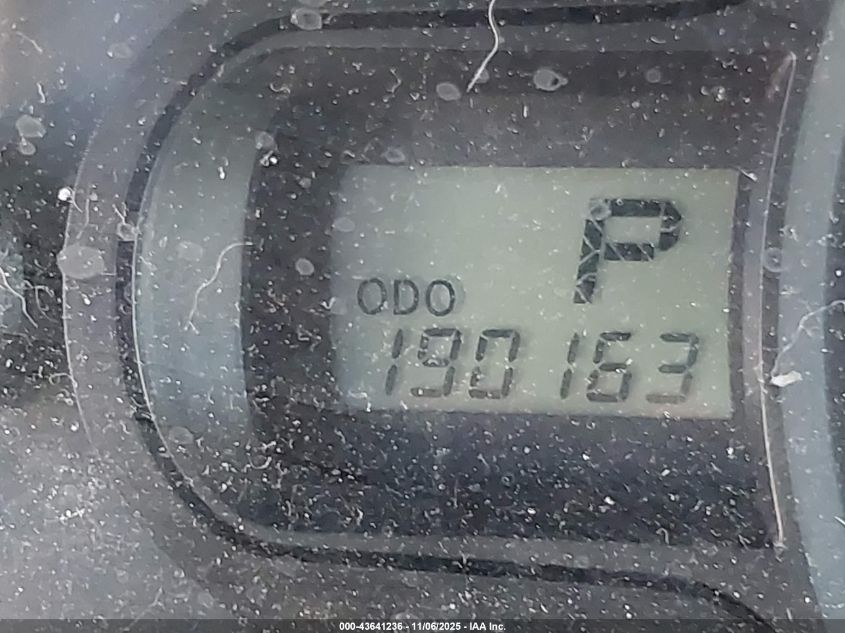 P
ODO
190163
000-43641236 - 11/06/2025 - IAA Inc.